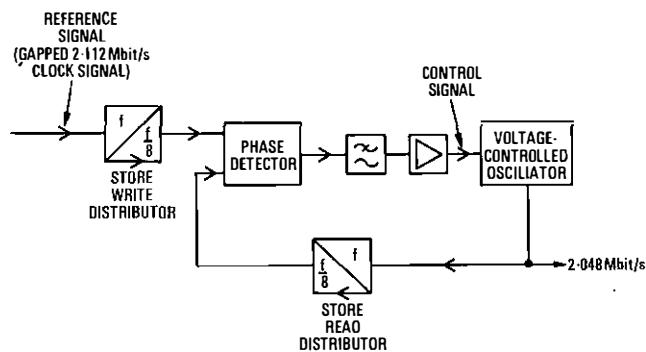 REFERENCE
SIGNAL
(GAPPED 2·112 Mbit/s
CLOCK SIGNAL)
f
f
8
STORE
WRITE
DISTRIBUTOR
PHASE
DETECTOR
CONTROL
SIGNAL
VOLTAGE-
CONTROLLED
OSCILIATOR
2·048 Mbit/s
f
8
f
STORE
REAO
DISTRIBUTOR